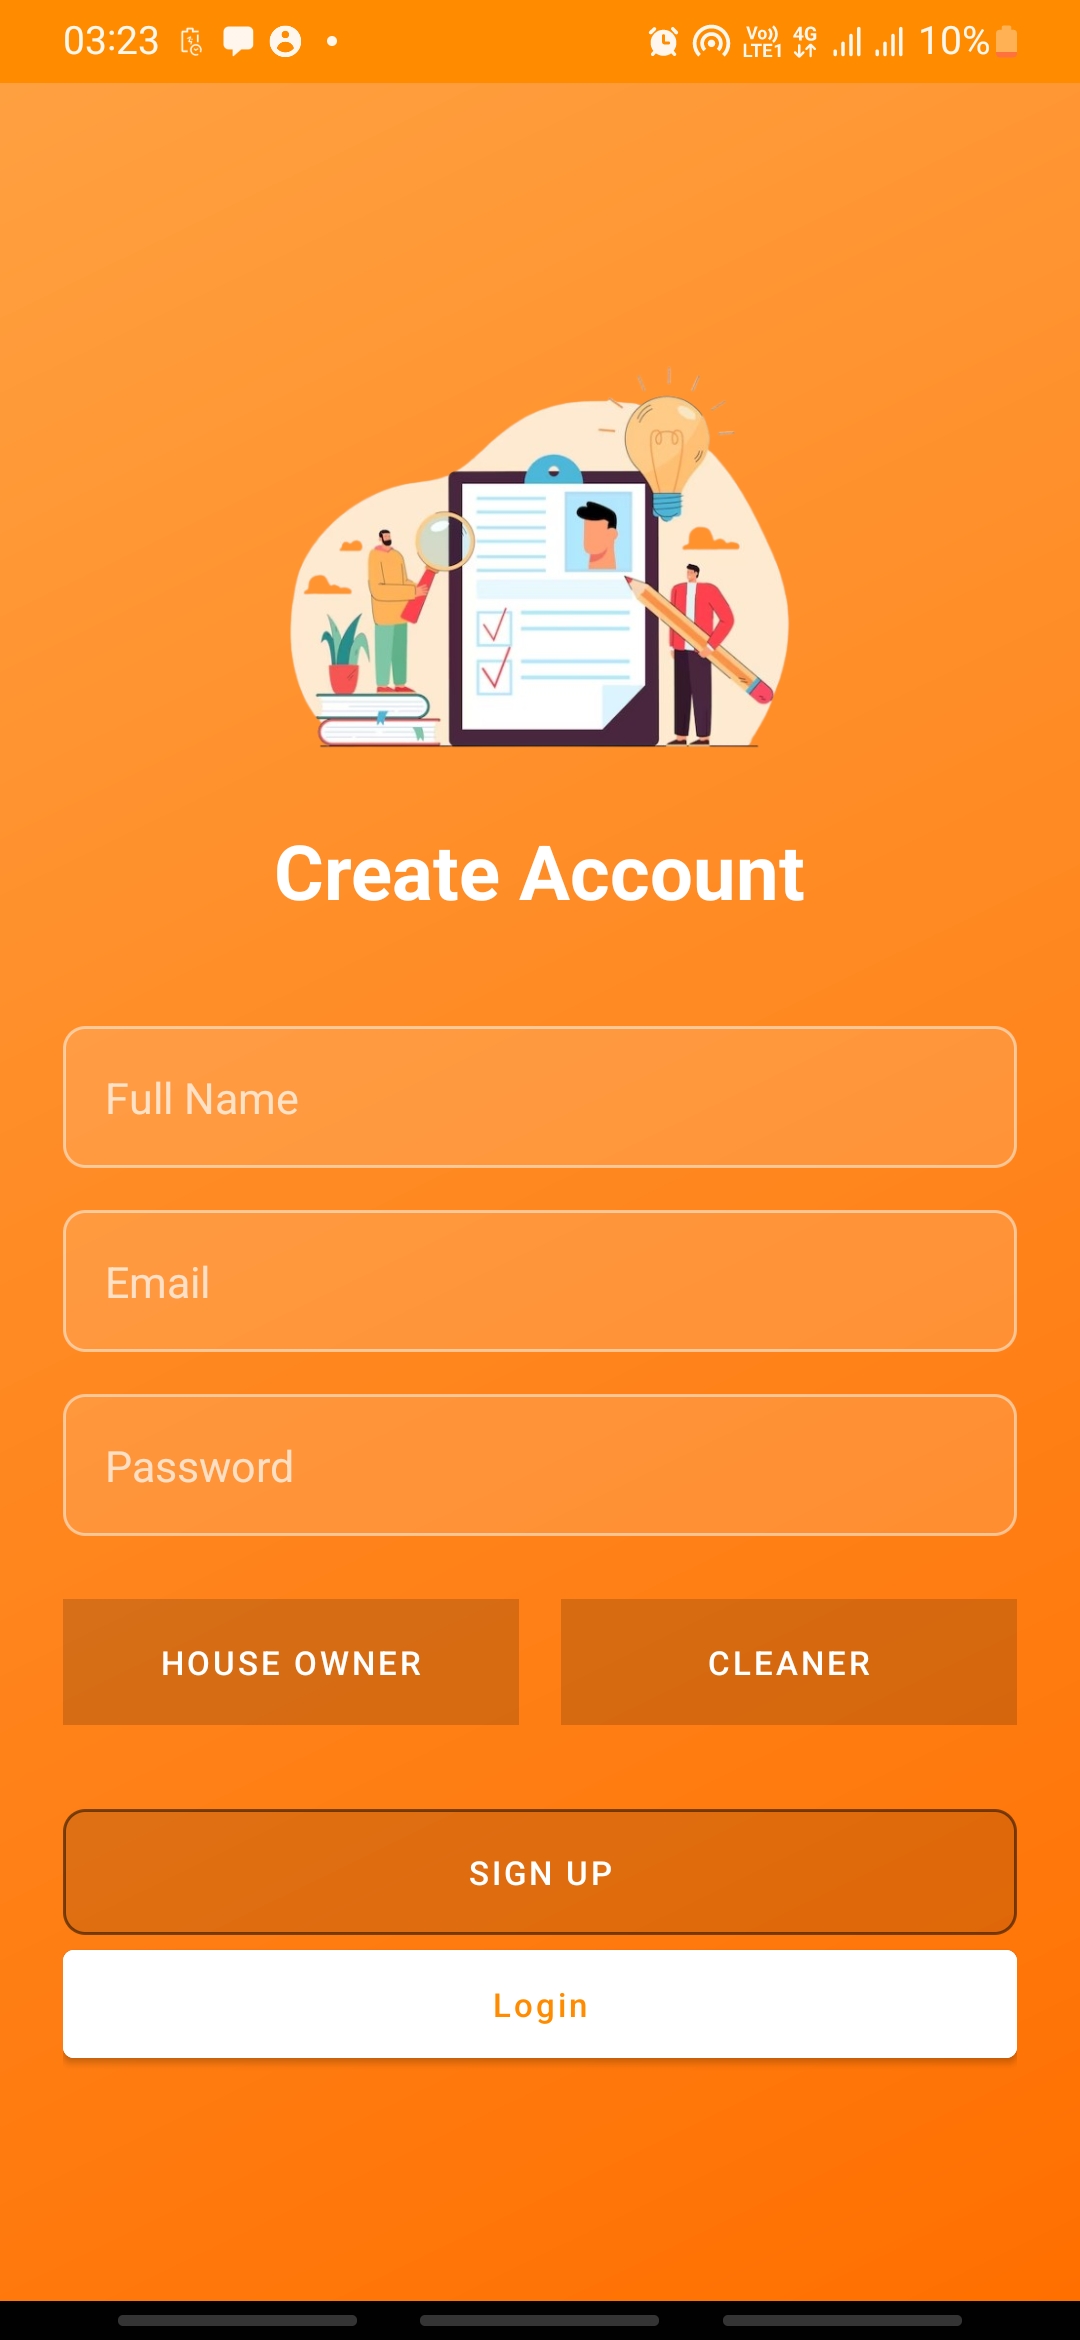 03:23 Vo)) LTE1 4G 10%
Create Account
Full Name
Email
Password
HOUSE OWNER CLEANER
SIGN UP
Login